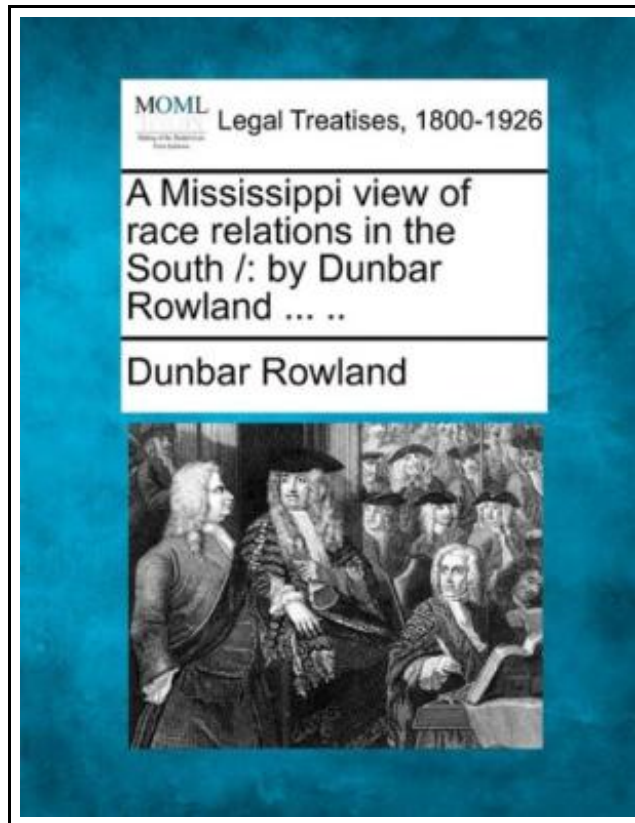 MOML
Legal Treatises, 1800-1926
A Mississippi view of
race relations in the
South /: by Dunbar
Rowland ... ..
Dunbar Rowland